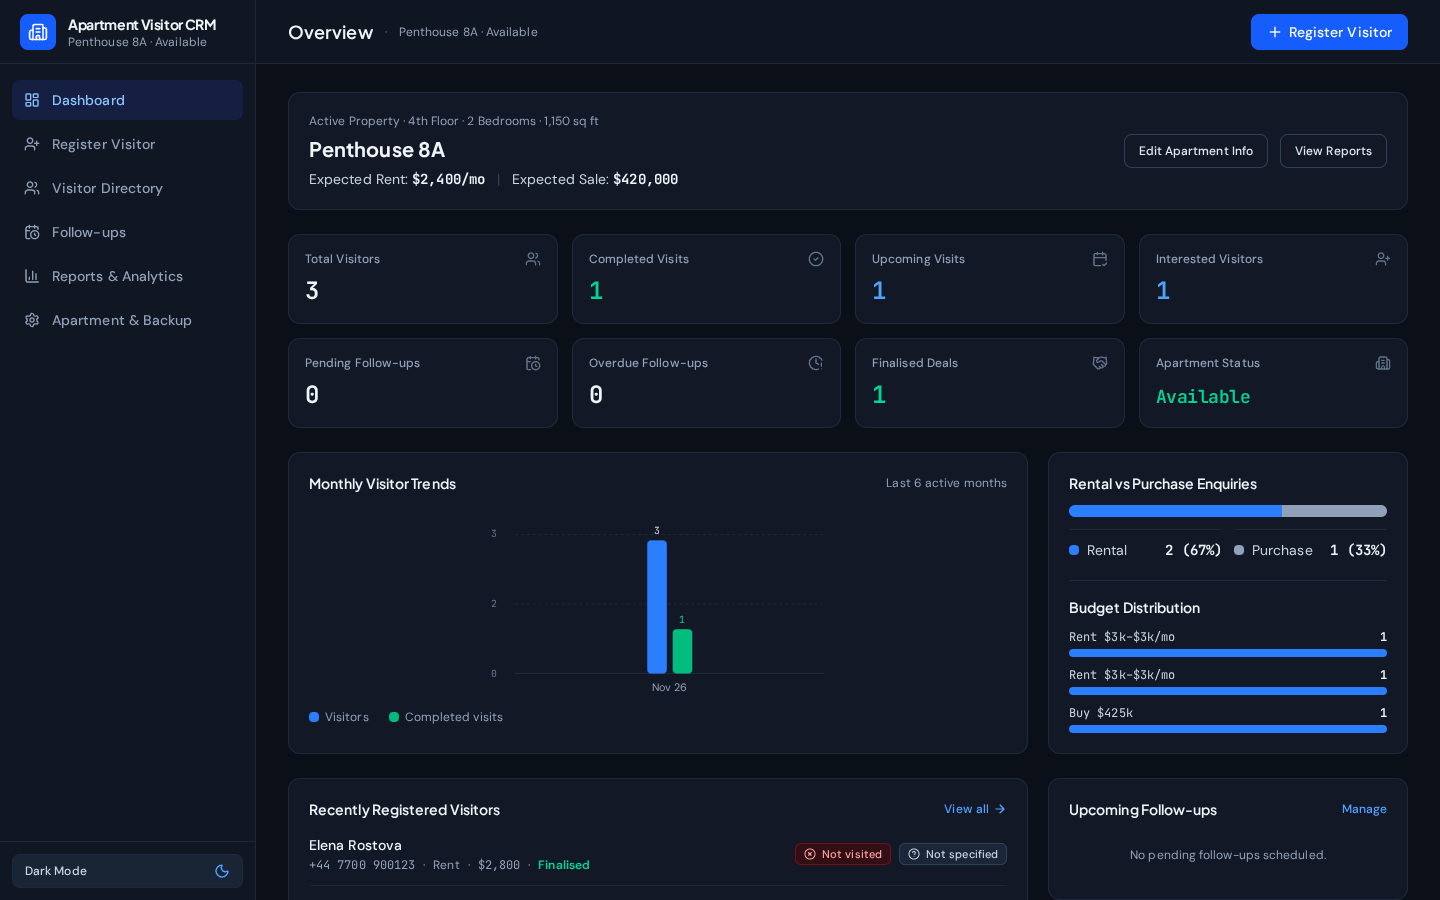 Apartment Visitor CRM
Penthouse 8A · Available
Dashboard
Register Visitor
Visitor Directory
Follow-ups
Reports & Analytics
Apartment & Backup
Dark Mode
Overview · Penthouse 8A · Available
Register Visitor
Active Property · 4th Floor · 2 Bedrooms · 1,150 sq ft
Penthouse 8A
Expected Rent: $2,400/mo | Expected Sale: $420,000
Edit Apartment Info
View Reports
Total Visitors
3
Completed Visits
1
Upcoming Visits
1
Interested Visitors
1
Pending Follow-ups
0
Overdue Follow-ups
0
Finalised Deals
1
Apartment Status
Available
Monthly Visitor Trends
Last 6 active months
3
2
0
3
1
Nov 26
Visitors
Completed visits
Rental vs Purchase Enquiries
Rental 2 (67%)
Purchase 1 (33%)
Budget Distribution
Rent $3k–$3k/mo 1
Rent $3k–$3k/mo 1
Buy $425k 1
Recently Registered Visitors
View all →
Elena Rostova
+44 7700 900123 · Rent · $2,800 · Finalised
Not visited
Not specified
Upcoming Follow-ups
Manage
No pending follow-ups scheduled.